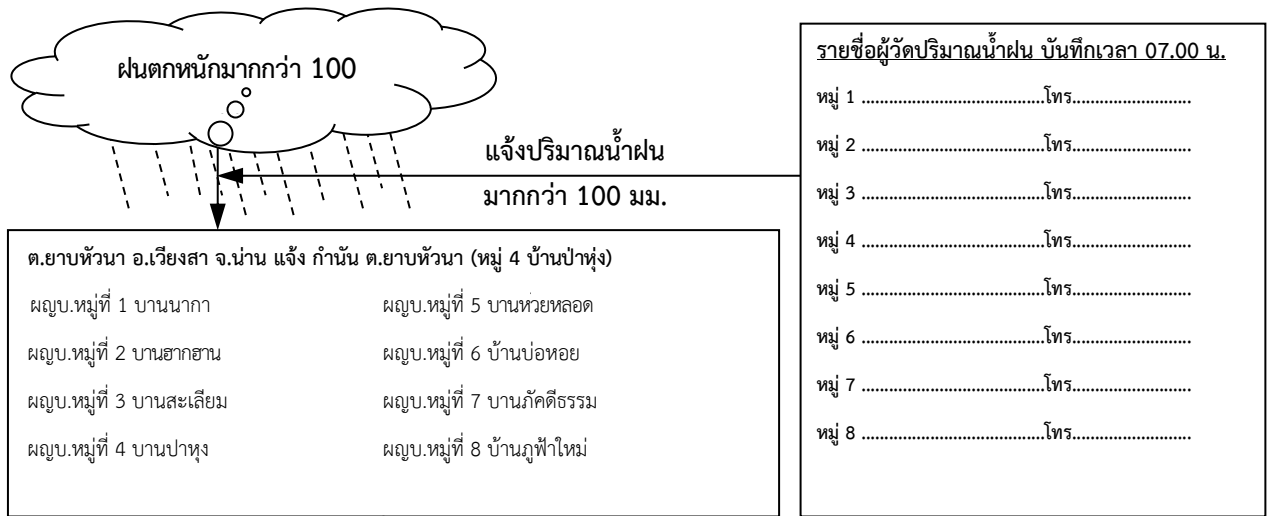 ฝนตกหนักมากกว่า 100
แจ้งปริมาณน้ำฝน
มากกว่า 100 มม.
ต.ยาบหัวนา อ.เวียงสา จ.น่าน แจ้ง กำนัน ต.ยาบหัวนา (หมู่ 4 บ้านป่าหุ่ง)
ผญบ.หมู่ที่ 1 บานนากา
ผญบ.หมู่ที่ 2 บานฮากฮาน
ผญบ.หมู่ที่ 3 บานสะเลียม
ผญบ.หมู่ที่ 4 บานปาหุง
ผญบ.หมู่ที่ 5 บานห่วยหลอด
ผญบ.หมู่ที่ 6 บ้านบ่อหอย
ผญบ.หมู่ที่ 7 บานภัคดีธรรม
ผญบ.หมู่ที่ 8 บ้านภูฟ้าใหม่
รายชื่อผู้วัดปริมาณน้ำฝน บันทึกเวลา 07.00 น.
หมู่ 1 ........................................โทร..........................
หมู่ 2 ........................................โทร..........................
หมู่ 3 ........................................โทร..........................
หมู่ 4 ........................................โทร..........................
หมู่ 5 ........................................โทร..........................
หมู่ 6 ........................................โทร..........................
หมู่ 7 ........................................โทร..........................
หมู่ 8 ........................................โทร..........................